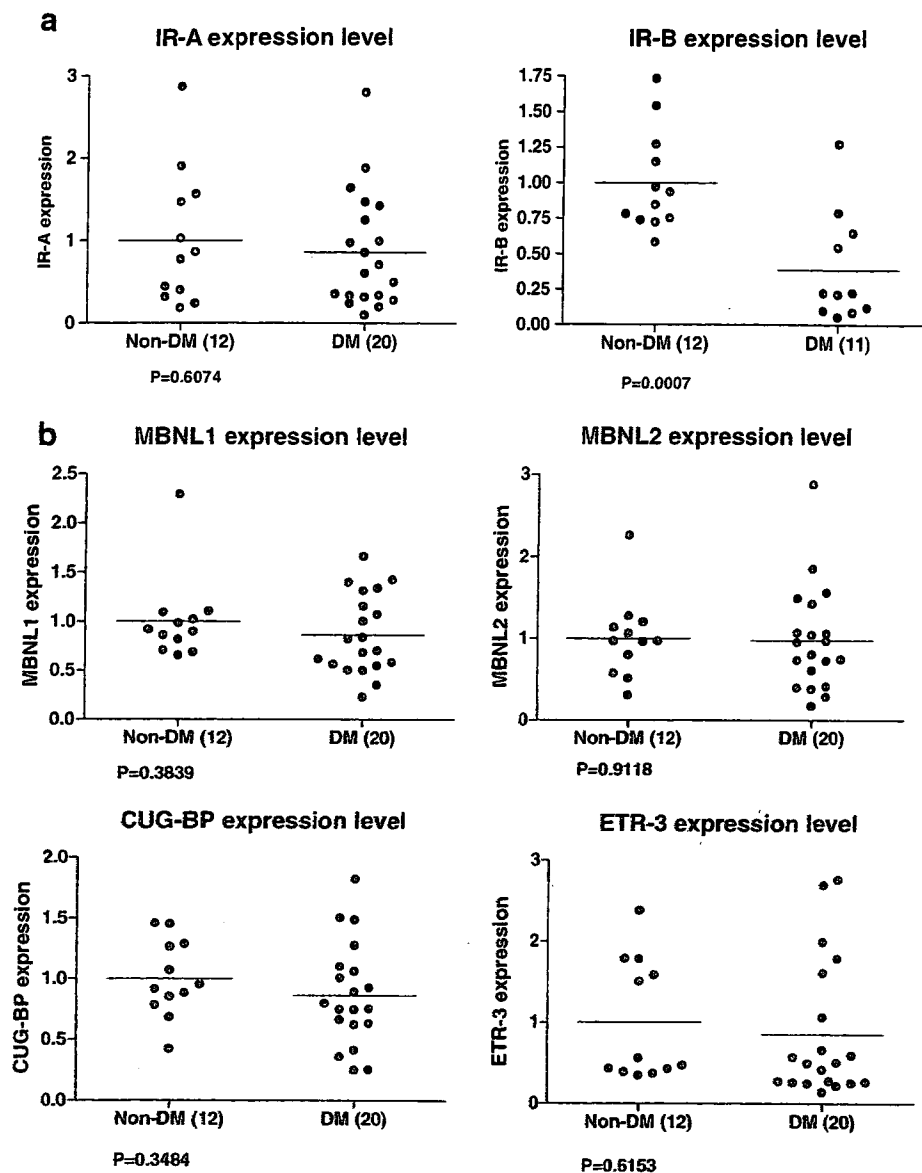 a
IR-A expression level
IR-A expression
3
2
1
0
Non-DM (12)
DM (20)
P=0.6074
IR-B expression level
IR-B expression
1.75
1.50
1.25
1.00
0.75
0.50
0.25
0.00
Non-DM (12)
DM (11)
P=0.0007
b
MBNL1 expression level
MBNL1 expression
2.5
2.0
1.5
1.0
0.5
0.0
Non-DM (12)
DM (20)
P=0.3839
MBNL2 expression level
MBNL2 expression
3
2
1
0
Non-DM (12)
DM (20)
P=0.9118
CUG-BP expression level
CUG-BP expression
2.0
1.5
1.0
0.5
0.0
Non-DM (12)
DM (20)
P=0.3484
ETR-3 expression level
ETR-3 expression
3
2
1
0
Non-DM (12)
DM (20)
P=0.6153